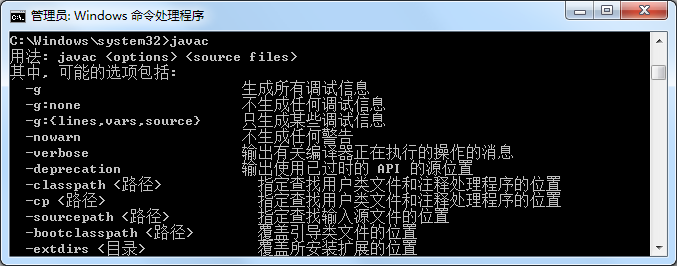 管理员: Windows 命令处理程序
C:\Windows\system32>javac
用法: javac <options> <source files>
其中, 可能的选项包括:
-g 生成所有调试信息
-g:none 不生成任何调试信息
-g:{lines,vars,source} 只生成某些调试信息
-nowarn 不生成任何警告
-verbose 输出有关编译器正在执行的操作的消息
-deprecation 输出使用已过时的 API 的源位置
-classpath <路径> 指定查找用户类文件和注释处理程序的位置
-cp <路径> 指定查找用户类文件和注释处理程序的位置
-sourcepath <路径> 指定查找输入源文件的位置
-bootclasspath <路径> 覆盖引导类文件的位置
-extdirs <目录> 覆盖所安装扩展的位置